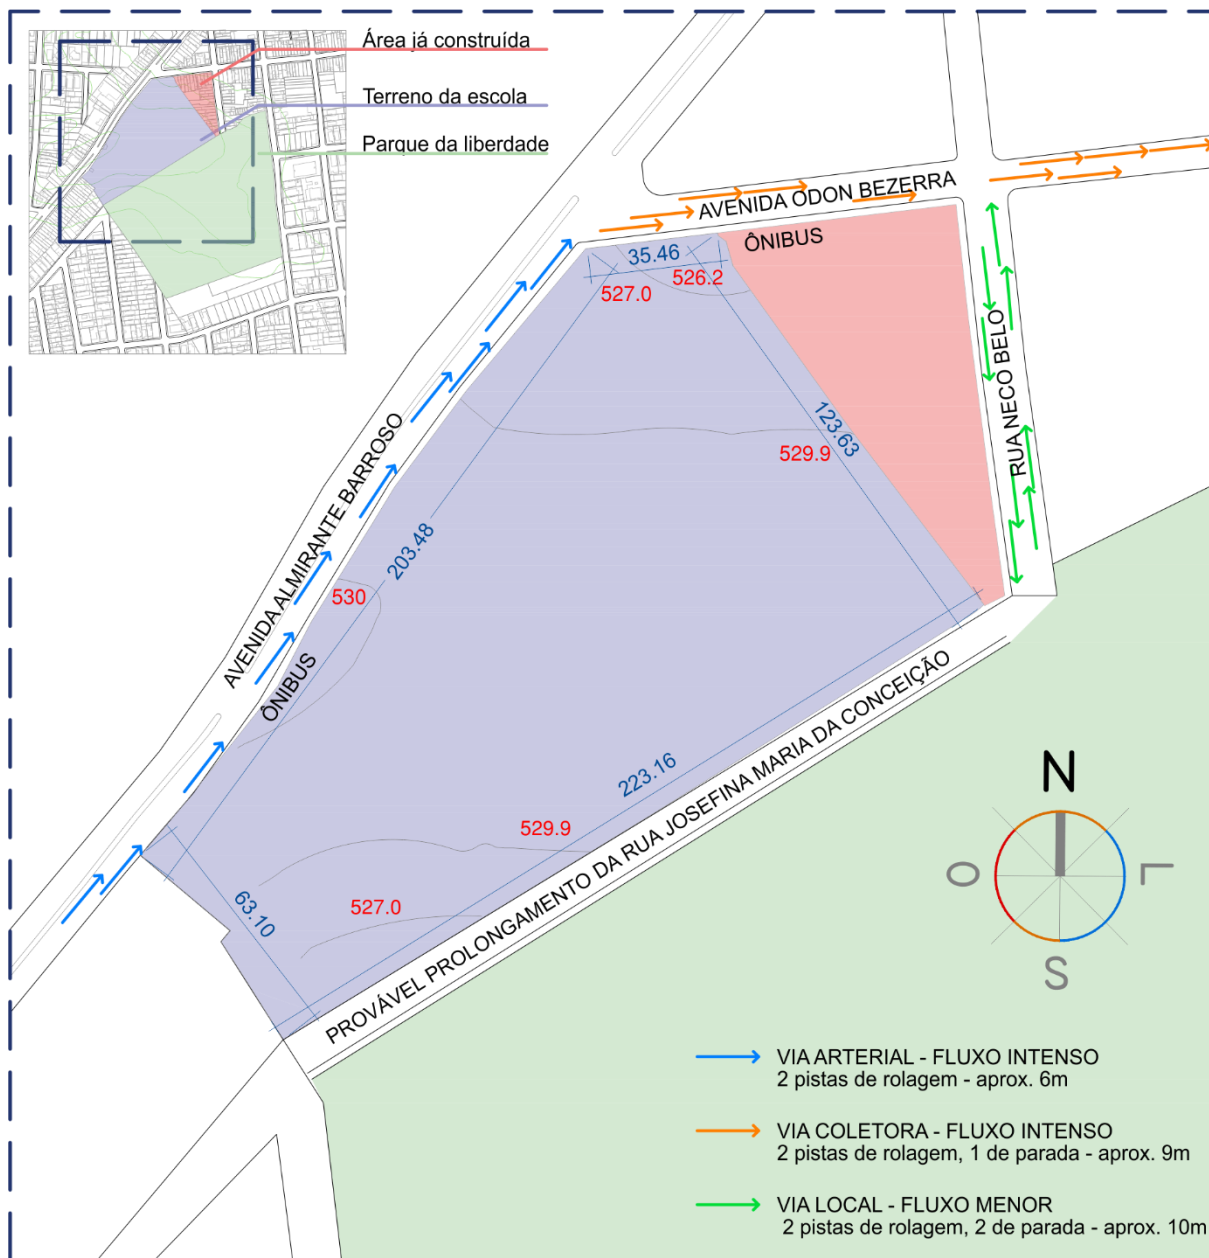 Área já construída
Terreno da escola
Parque da liberdade
AVENIDA ODON BEZERRA
ÔNIBUS
35.46
526.2
527.0
RUA NECO BELO
123.63
529.9
AVENIDA ALMIRANTE BARROSO
203.48
530
ÔNIBUS
223.16
PROVÁVEL PROLONGAMENTO DA RUA JOSEFINA MARIA DA CONCEIÇÃO
529.9
527.0
63.10
N
O
L
S
VIA ARTERIAL - FLUXO INTENSO
2 pistas de rolagem - aprox. 6m
VIA COLETORA - FLUXO INTENSO
2 pistas de rolagem, 1 de parada - aprox. 9m
VIA LOCAL - FLUXO MENOR
2 pistas de rolagem, 2 de parada - aprox. 10m